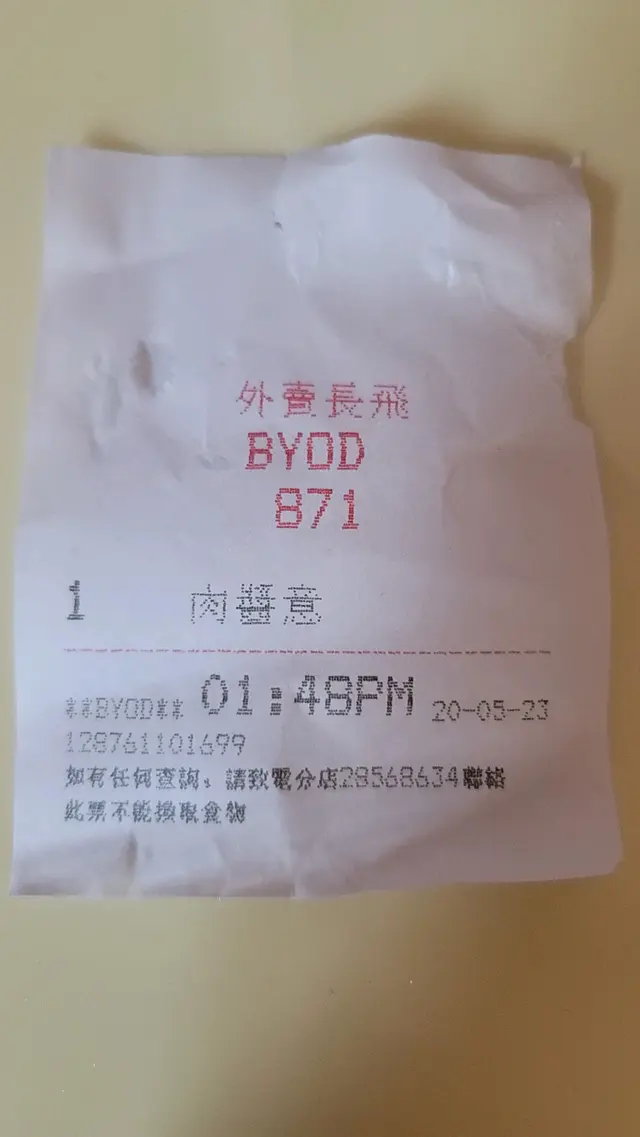 外賣長飛
BYOD
871
1 肉醬意
**BYOD** 01:48PM 20-05-23
128761101699
如有任何查詢，請致電分店28568634聯絡
此票不能換取食物